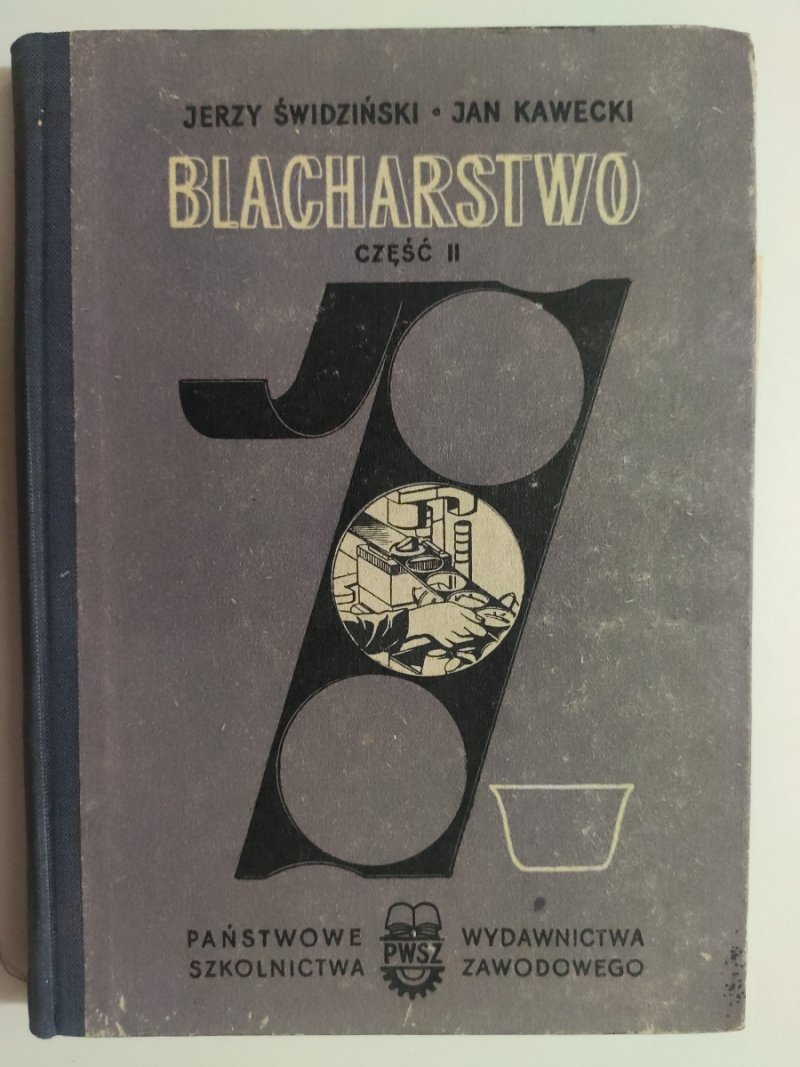 JERZY ŚWIDZIŃSKI • JAN KAWECKI
BLACHARSTWO
CZĘŚĆ II
PAŃSTWOWE WYDAWNICTWA
SZKOLNICTWA ZAWODOWEGO
PWSZ